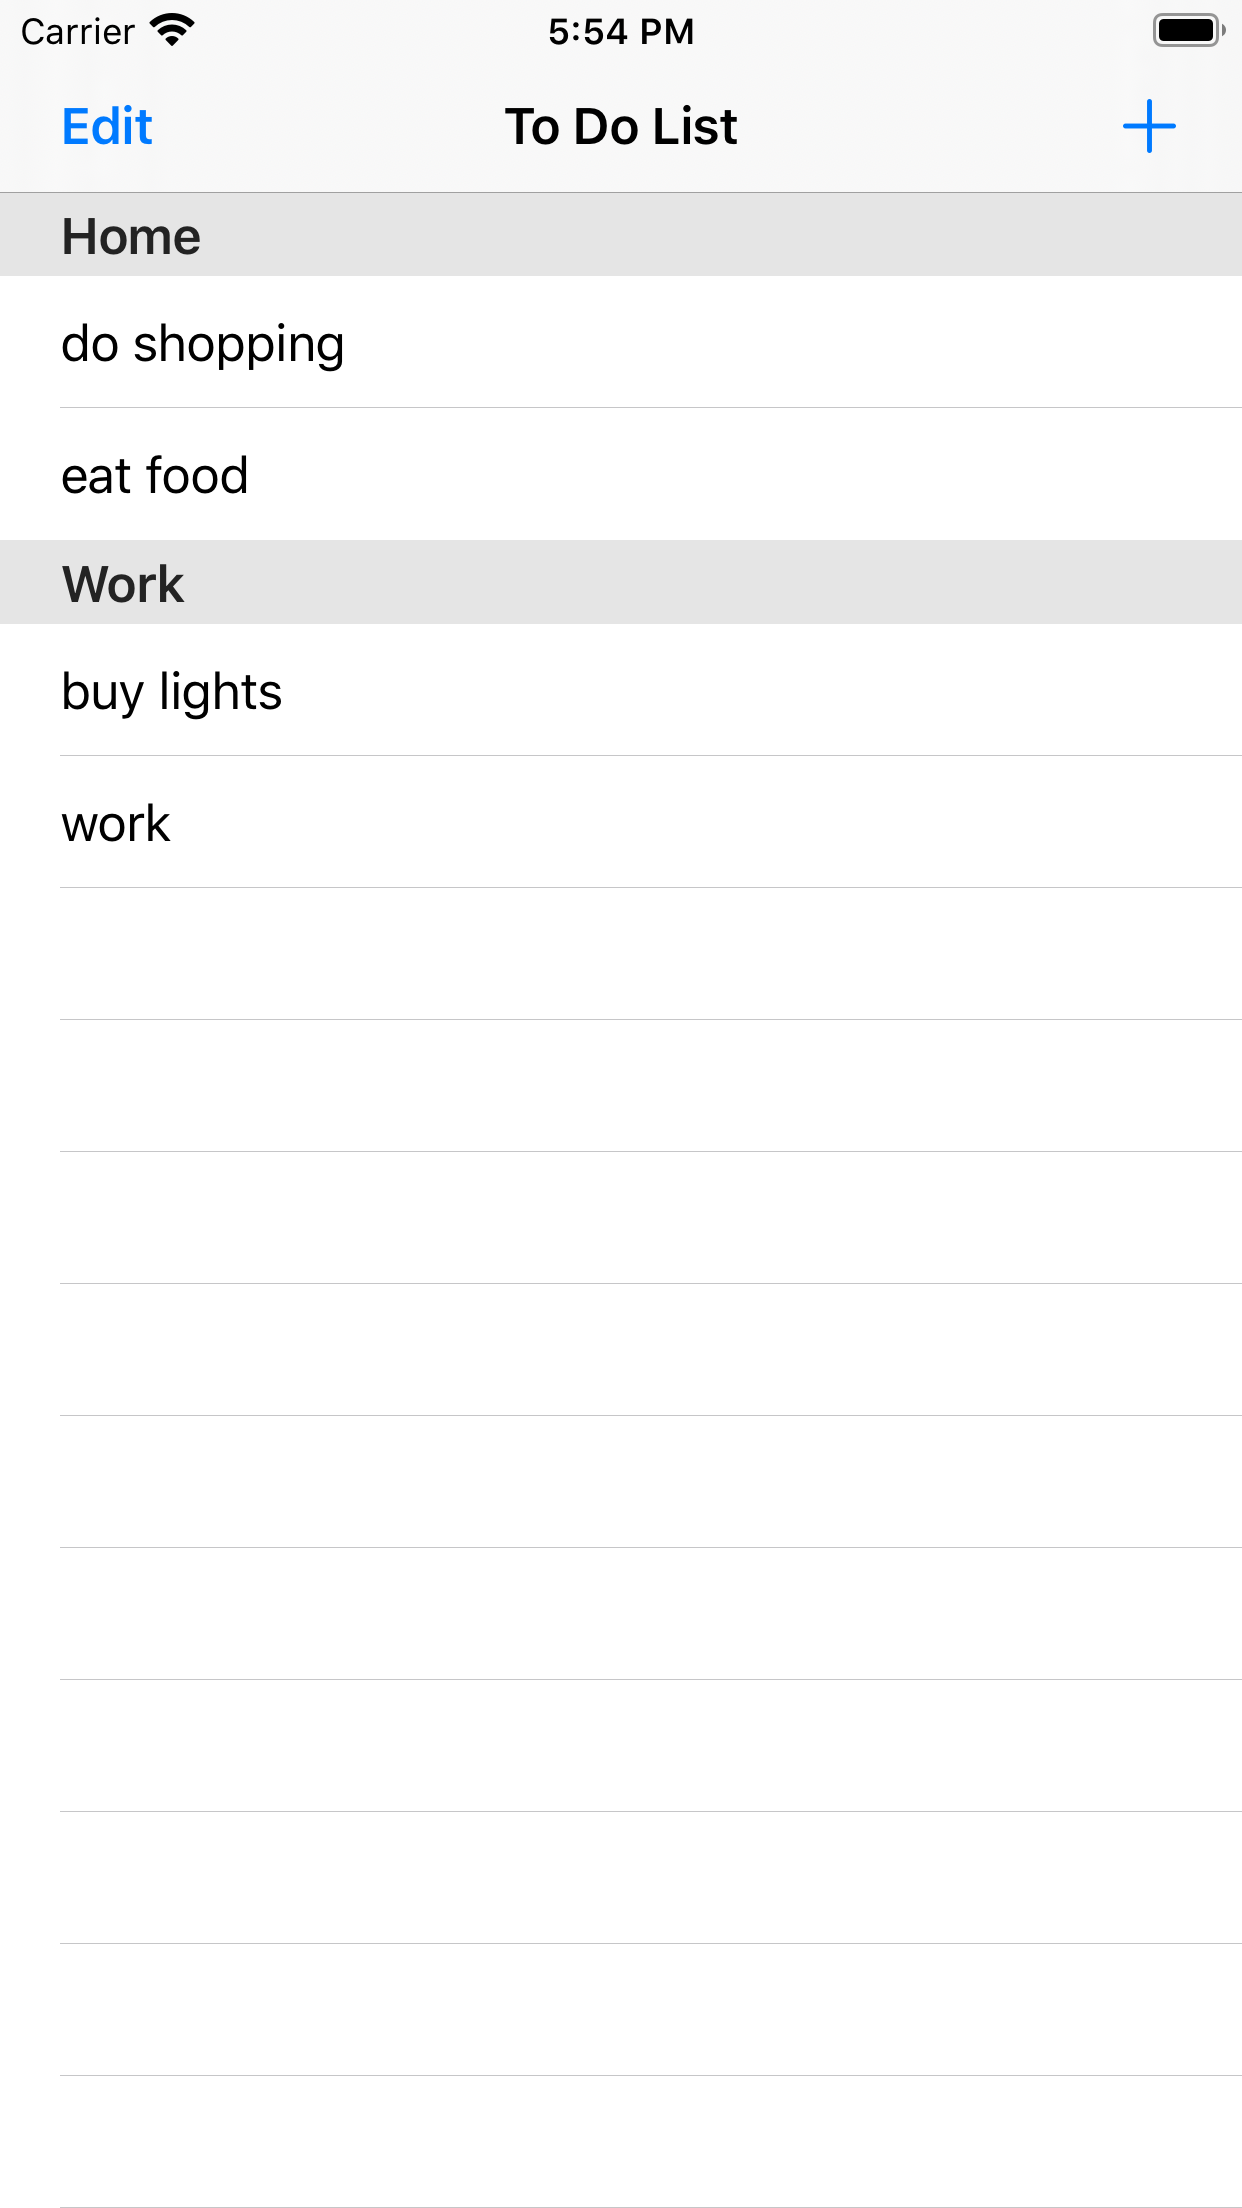 Carrier 5:54 PM
Edit To Do List +
Home
do shopping
eat food
Work
buy lights
work